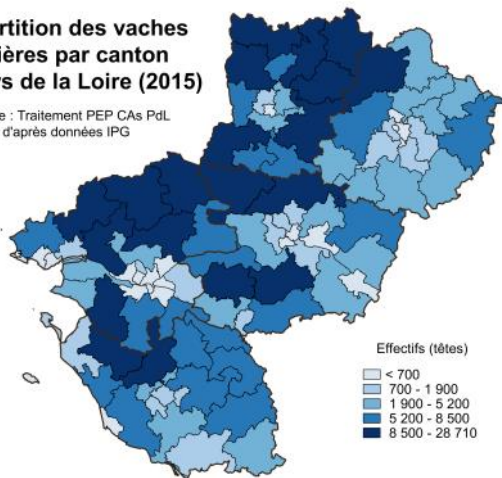 rtition des vaches
ières par canton
s de la Loire (2015)
e : Traitement PEP CAs PdL
d'après données IPG
Effectifs (têtes)
< 700
700 - 1 900
1 900 - 5 200
5 200 - 8 500
8 500 - 28 710